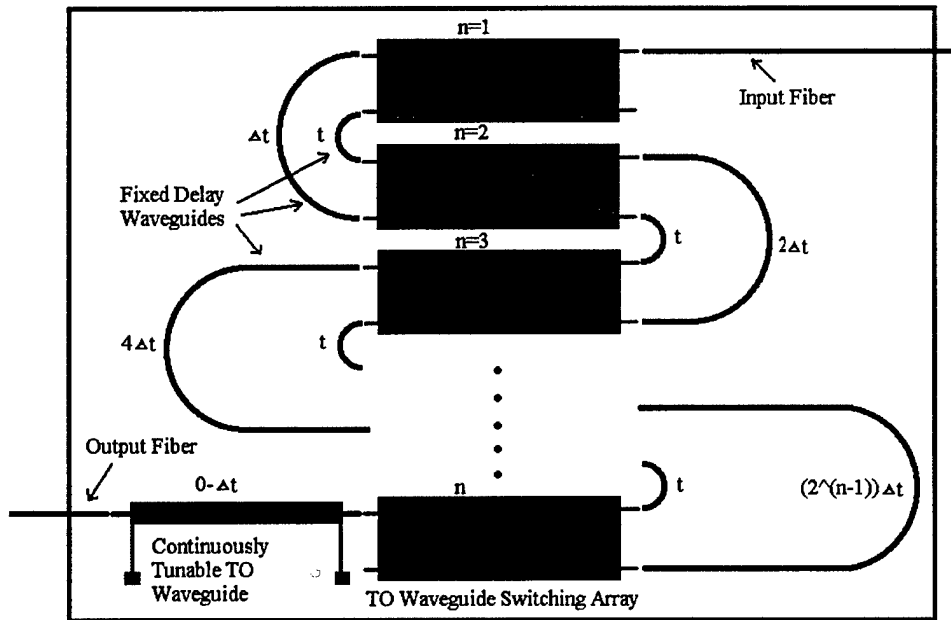 n=1
Input Fiber
Δt
t
n=2
Fixed Delay
Waveguides
n=3
t
2Δt
4Δt
t
Output Fiber
0-Δt
n
t
(2^(n-1))Δt
Continuously
Tunable TO
Waveguide
TO Waveguide Switching Array